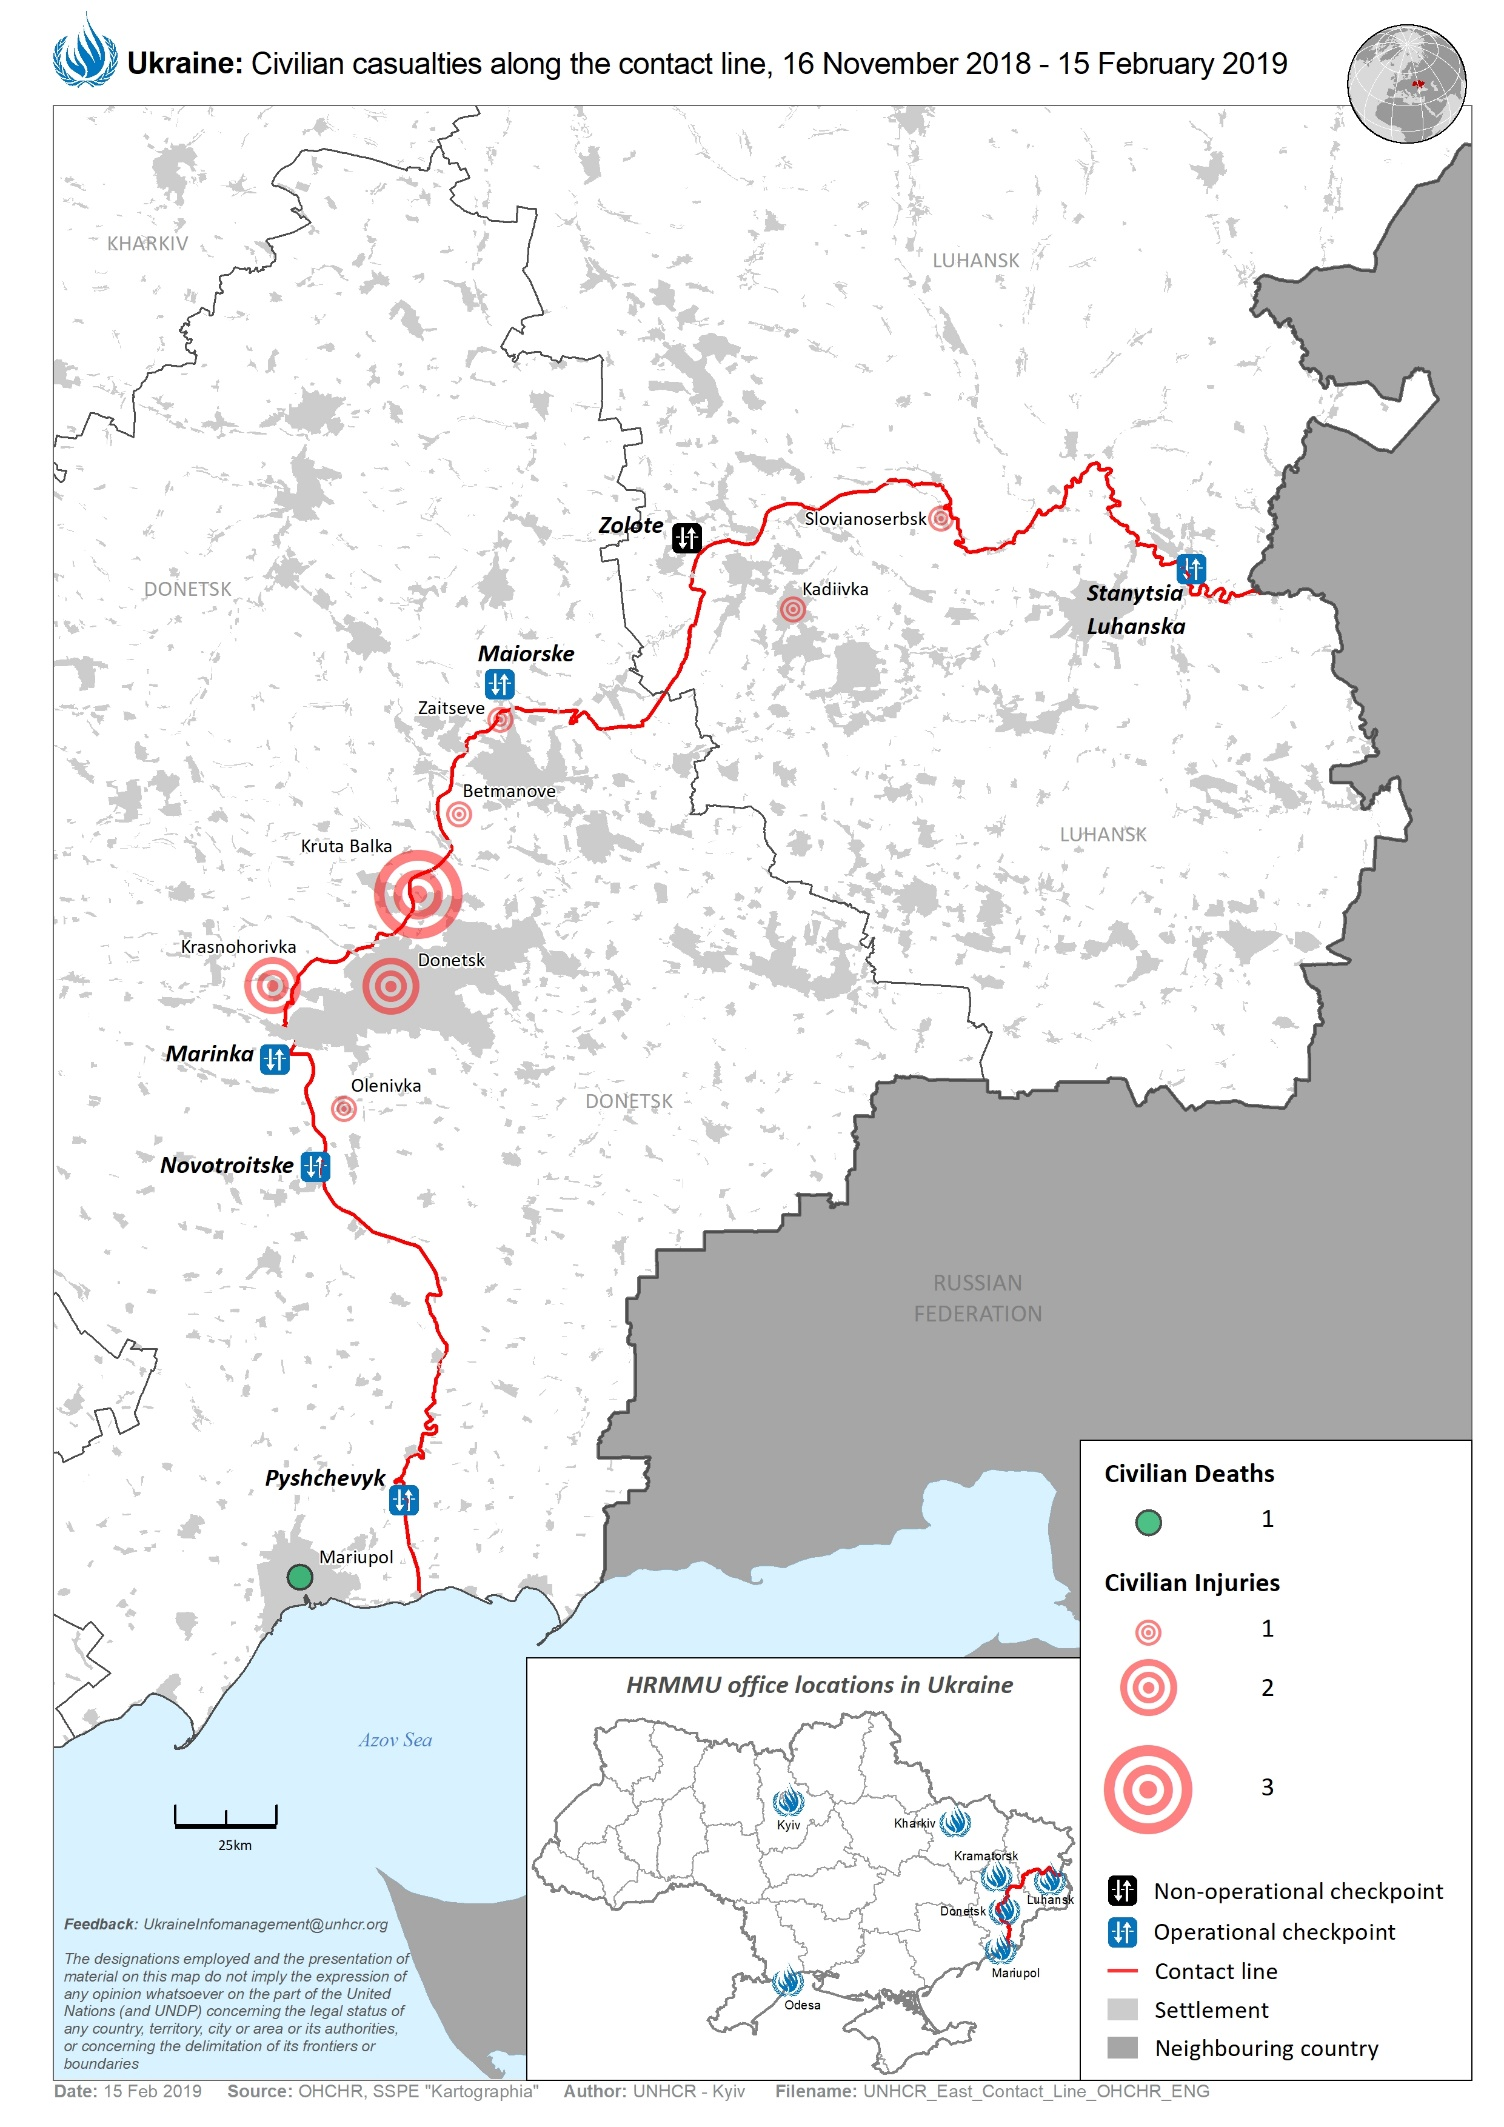 Ukraine: Civilian casualties along the contact line, 16 November 2018 - 15 February 2019
KHARKIV
LUHANSK
Zolote
Slovianoserbsk
DONETSK
Kadiivka
Stanytsia
Luhanska
Maiorske
Zaitseve
Betmanove
LUHANSK
Kruta Balka
Krasnohorivka
Donetsk
Marinka
Olenivka
DONETSK
Novotroitske
RUSSIAN
FEDERATION
Pyshchevyk
Mariupol
Azov Sea
25km
Civilian Deaths
1
Civilian Injuries
1
2
3
Non-operational checkpoint
Operational checkpoint
Contact line
Settlement
Neighbouring country
HRMMU office locations in Ukraine
Kyiv
Kharkiv
Kramatorsk
Luhansk
Donetsk
Mariupol
Odesa
Feedback: UkraineInfomanagement@unhcr.org
The designations employed and the presentation of
material on this map do not imply the expression of
any opinion whatsoever on the part of the United
Nations (and UNDP) concerning the legal status of
any country, territory, city or area or its authorities,
or concerning the delimitation of its frontiers or
boundaries
Date: 15 Feb 2019 Source: OHCHR, SSPE "Kartographia" Author: UNHCR - Kyiv Filename: UNHCR_East_Contact_Line_OHCHR_ENG